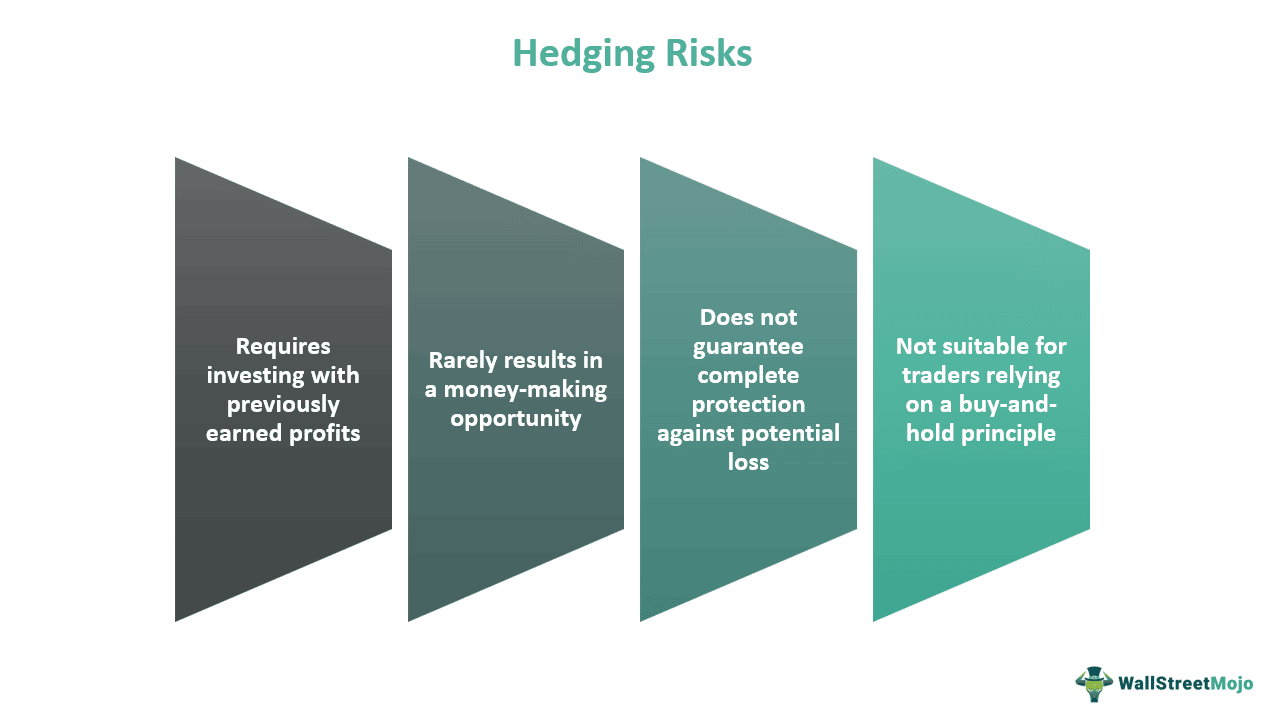 Hedging Risks
Requires
investing with
previously
earned profits
Rarely results in
a money-making
opportunity
Does not
guarantee
complete
protection
against potential
loss
Not suitable for
traders relying
on a buy-and-
hold principle
WallStreetMojo